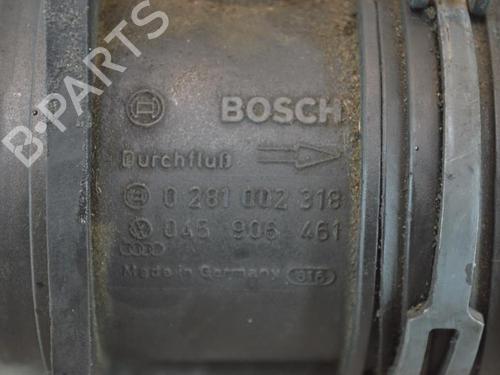 B-PARTS
BOSCH
Durchfluß
0 281 002 318
045 906 461
Made in Germany